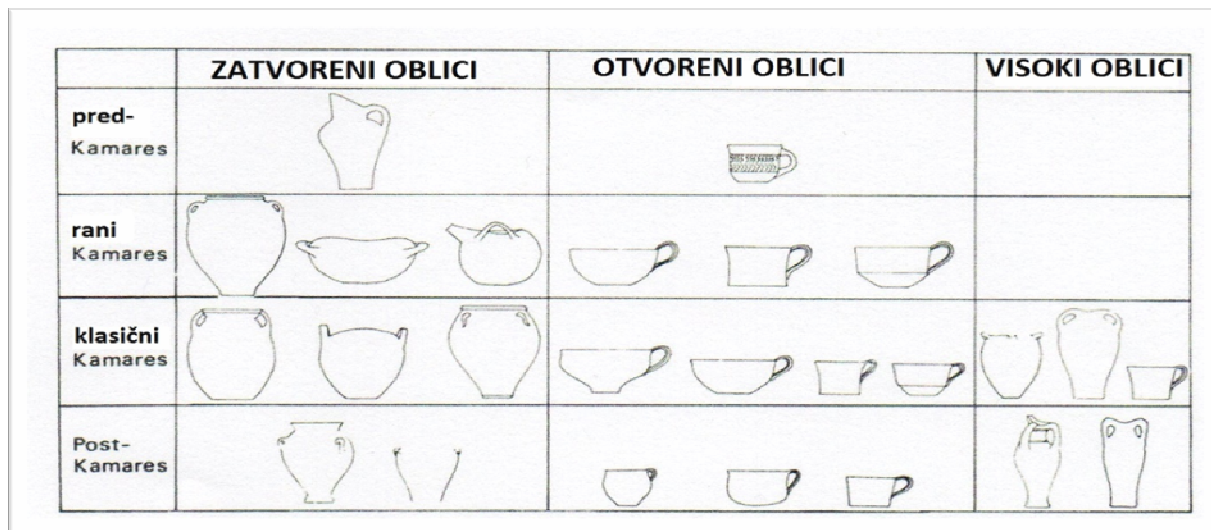 ZATVORENI OBLICI
OTVORENI OBLICI
VISOKI OBLICI
pred-
Kamares
rani
Kamares
klasični
Kamares
Post-
Kamares